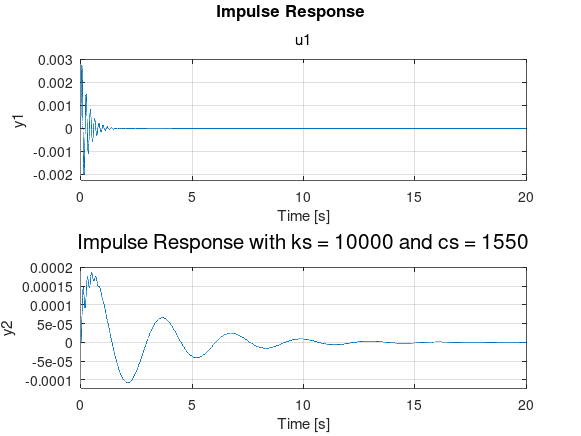 Impulse Response
u1
0.003
0.002
0.001
0
-0.001
-0.002
y1
0 5 10 15 20
Time [s]
Impulse Response with ks = 10000 and cs = 1550
0.0002
0.00015
0.0001
5e-05
0
-5e-05
-0.0001
y2
0 5 10 15 20
Time [s]